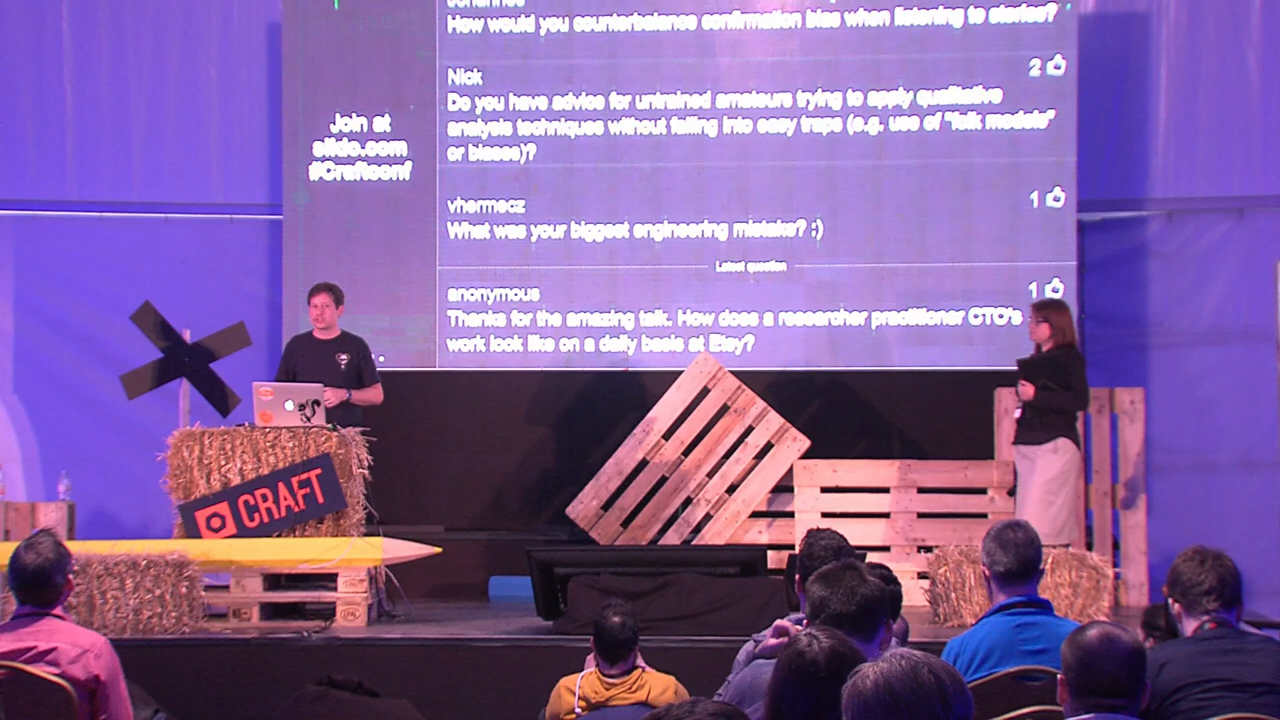 Johannes
How would you counterbalance confirmation bias when listening to stories?
Nick
2
Do you have advice for untrained amateurs trying to apply qualitative
analysis techniques without falling into easy traps (e.g. use of "folk models"
or biases)?
Join at
slido.com
#Craftconf
vhermecz
1
What was your biggest engineering mistake? :)
Latest question
anonymous
1
Thanks for the amazing talk. How does a researcher practitioner CTO's
work look like on a daily basis at Etsy?
CRAFT